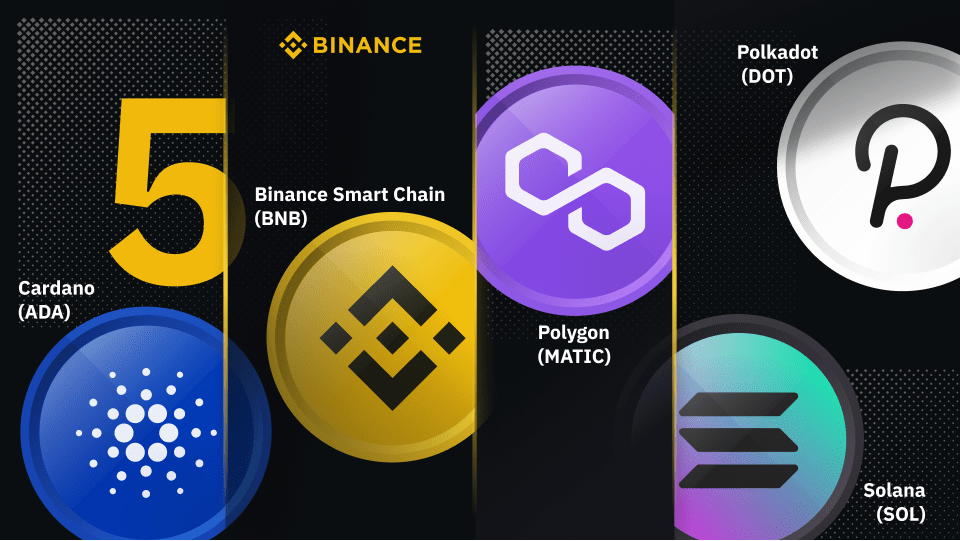 BINANCE
5
Cardano
(ADA)
Binance Smart Chain
(BNB)
Polygon
(MATIC)
Polkadot
(DOT)
Solana
(SOL)